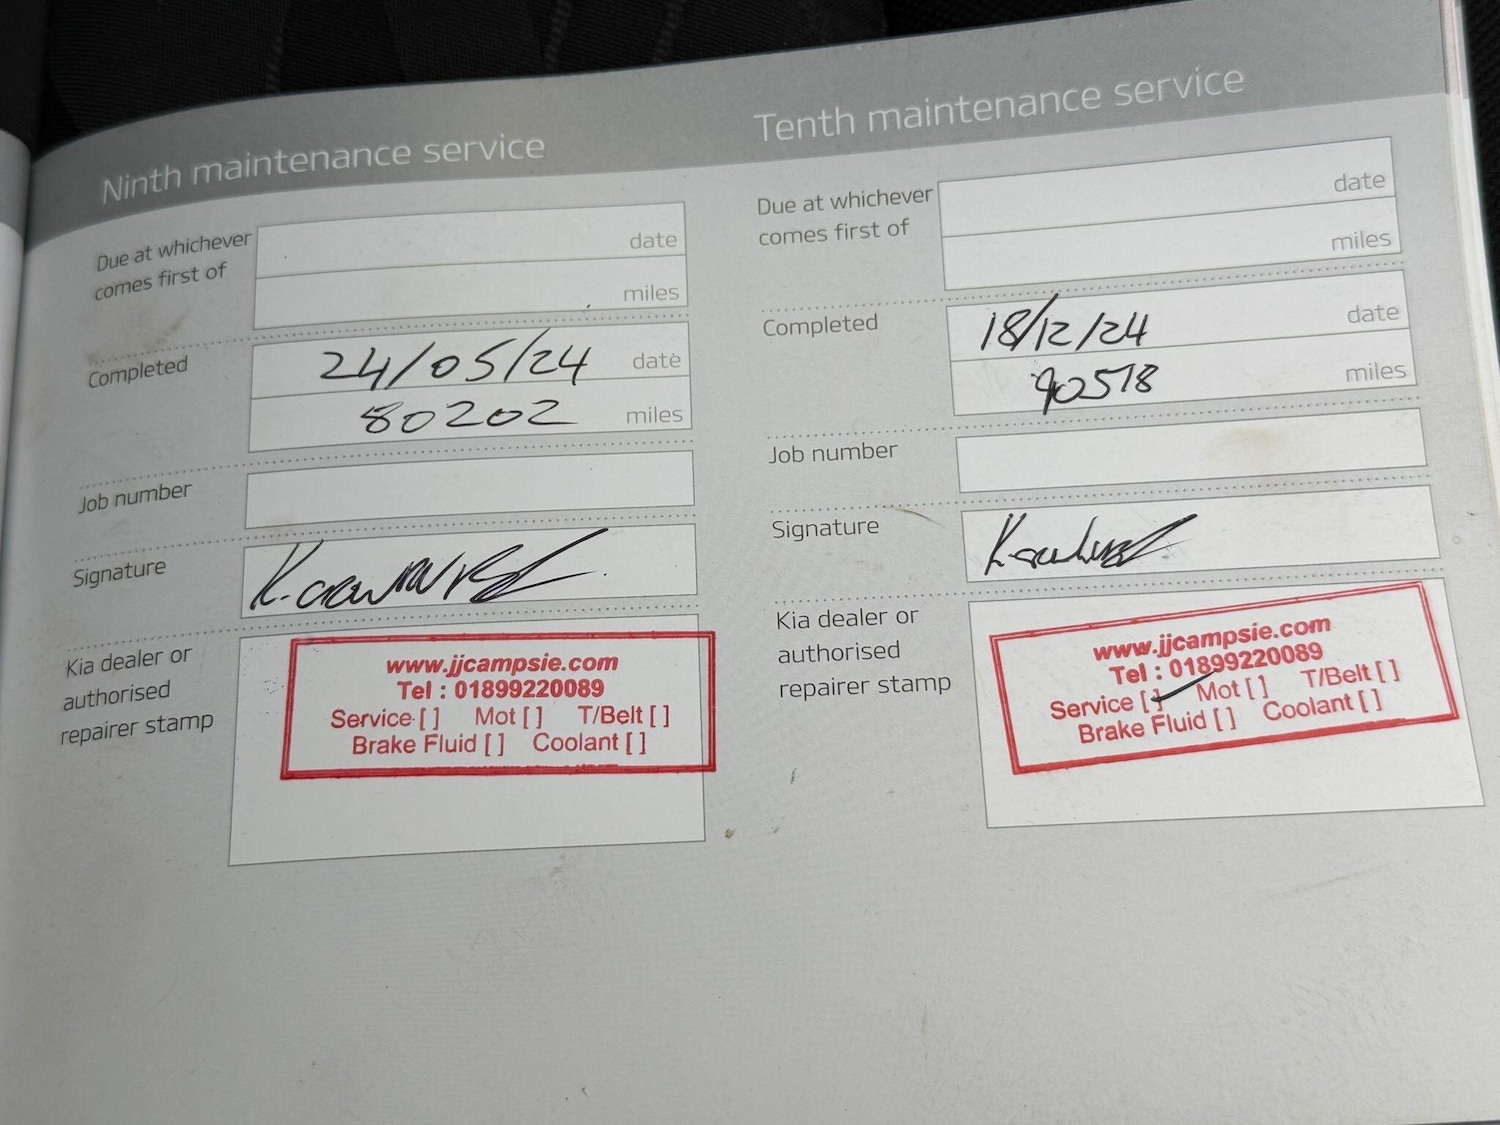 Ninth maintenance service
Due at whichever
comes first of
date
miles
Completed
24/05/24 date
80202 miles
Job number
Signature
Kia dealer or
authorised
repairer stamp
www.jjcampsie.com
Tel : 01899220089
Service [ ] Mot [ ] T/Belt [ ]
Brake Fluid [ ] Coolant [ ]
Tenth maintenance service
Due at whichever
comes first of
date
miles
Completed
18/12/24 date
90518 miles
Job number
Signature
Kia dealer or
authorised
repairer stamp
www.jjcampsie.com
Tel : 01899220089
Service [✓] Mot [ ] T/Belt [ ]
Brake Fluid [ ] Coolant [ ]